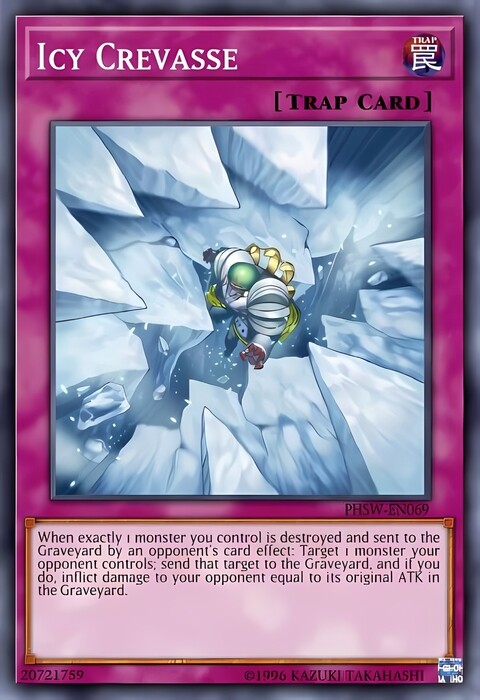 ICY CREVASSE
TRAP
罠
[TRAP CARD]
PHSW-EN069
When exactly 1 monster you control is destroyed and sent to the
Graveyard by an opponent's card effect: Target 1 monster your
opponent controls; send that target to the Graveyard, and if you
do, inflict damage to your opponent equal to its original ATK in
the Graveyard.
20721759
©1996 KAZUKI TAKAHASHI